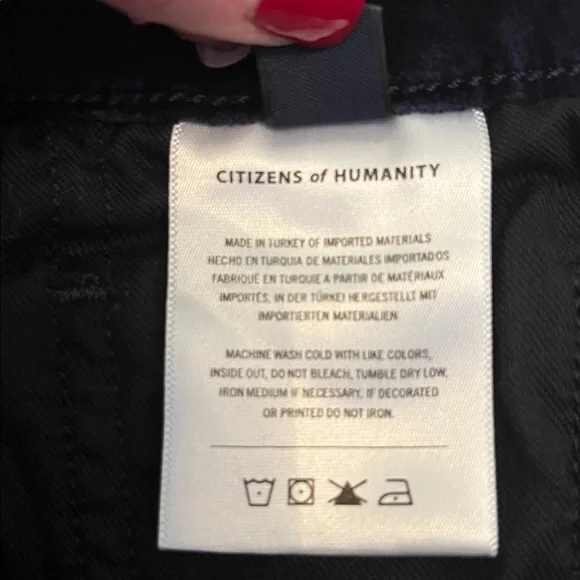 CITIZENS of HUMANITY
MADE IN TURKEY OF IMPORTED MATERIALS
HECHO EN TURQUIA DE MATERIALES IMPORTADOS
FABRIQUÉ EN TURQUIE A PARTIR DE MATÉRIAUX
IMPORTÉS, IN DER TÜRKEI HERGESTELLT MIT
IMPORTIERTEN MATERIALIEN
MACHINE WASH COLD WITH LIKE COLORS,
INSIDE OUT, DO NOT BLEACH, TUMBLE DRY LOW,
IRON MEDIUM IF NECESSARY, IF DECORATED
OR PRINTED DO NOT IRON.